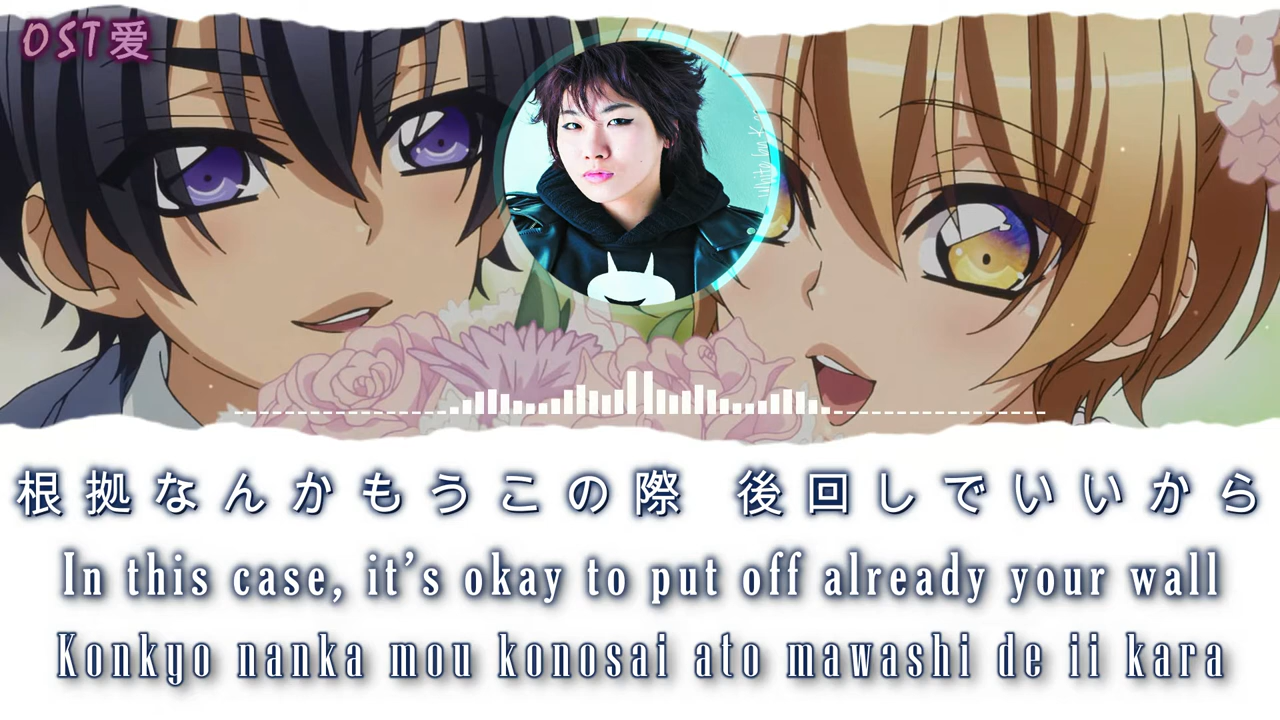 OST爱
根拠なんかもうこの際 後回しでいいから
In this case, it's okay to put off already your wall
Konkyo nanka mou konosai ato mawashi de ii kara